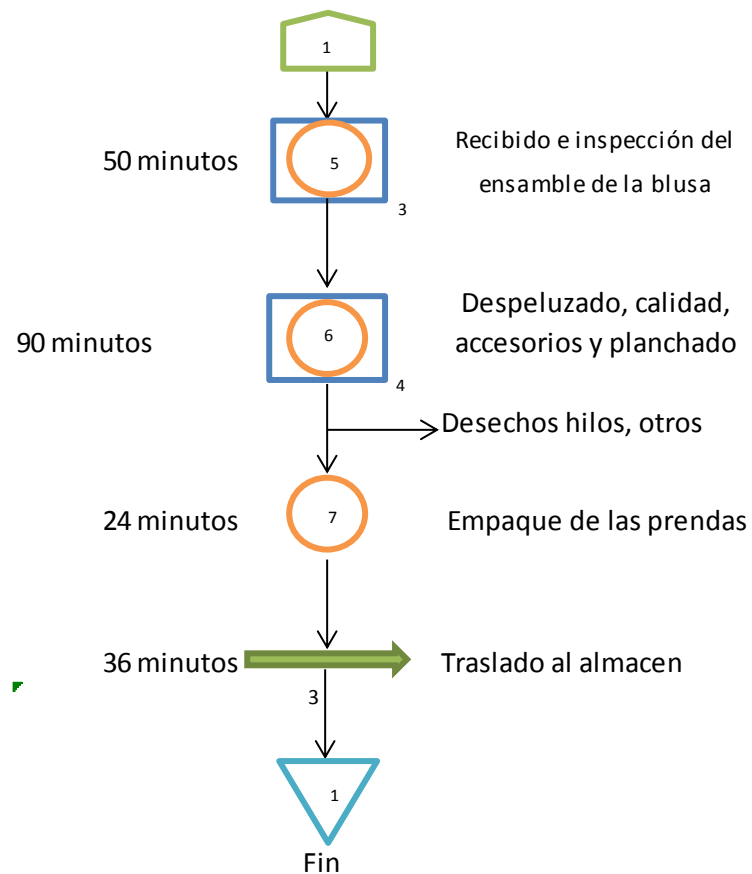 1
50 minutos
5
3
Recibido e inspección del
ensamble de la blusa
90 minutos
6
4
Despeluzado, calidad,
accesorios y planchado
Desechos hilos, otros
24 minutos
7
Empaque de las prendas
36 minutos
3
Traslado al almacen
1
Fin